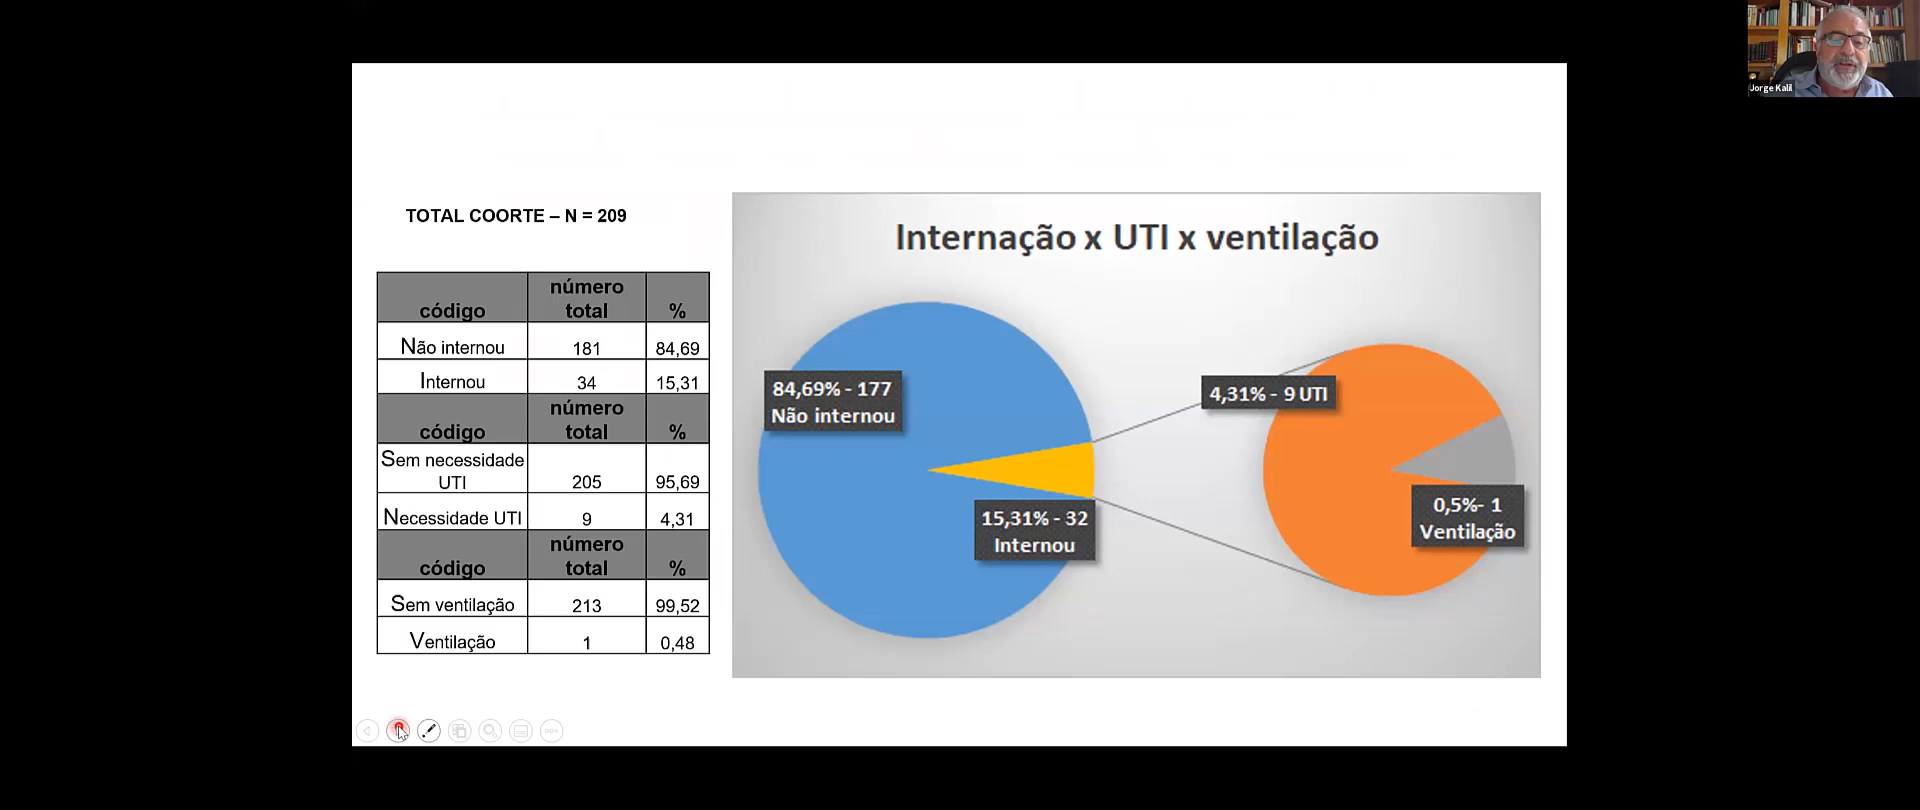 Jorge Kalil
TOTAL COORTE – N = 209
código número total %
Não internou 181 84,69
Internou 34 15,31
código número total %
Sem necessidade UTI 205 95,69
Necessidade UTI 9 4,31
código número total %
Sem ventilação 213 99,52
Ventilação 1 0,48
Internação x UTI x ventilação
84,69% - 177
Não internou
15,31% - 32
Internou
4,31% - 9 UTI
0,5%- 1
Ventilação